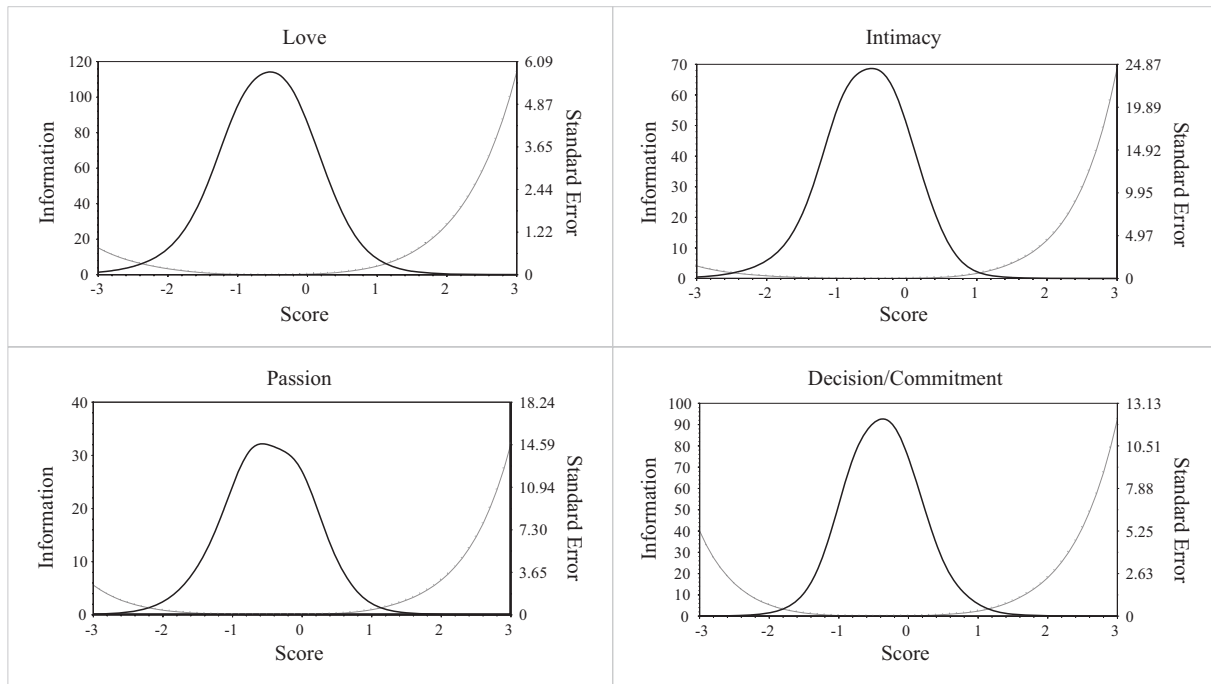 Love
120
100
80
60
40
20
0
Information
6.09
4.87
3.65
2.44
1.22
0
Standard Error
-3 -2 -1 0 1 2 3
Score
Intimacy
70
60
50
40
30
20
10
0
Information
24.87
19.89
14.92
9.95
4.97
0
Standard Error
-3 -2 -1 0 1 2 3
Score
Passion
40
30
20
10
0
Information
18.24
14.59
10.94
7.30
3.65
0
Standard Error
-3 -2 -1 0 1 2 3
Score
Decision/Commitment
100
90
80
70
60
50
40
30
20
10
0
Information
13.13
10.51
7.88
5.25
2.63
0
Standard Error
-3 -2 -1 0 1 2 3
Score